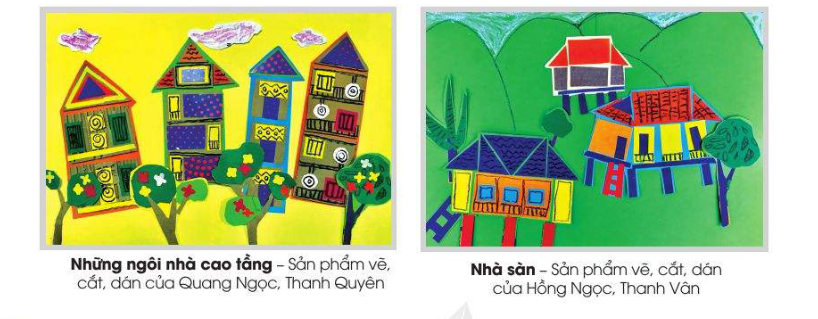 Những ngôi nhà cao tầng – Sản phẩm vẽ,
cắt, dán của Quang Ngọc, Thanh Quyên
Nhà sàn – Sản phẩm vẽ, cắt, dán
của Hồng Ngọc, Thanh Vân